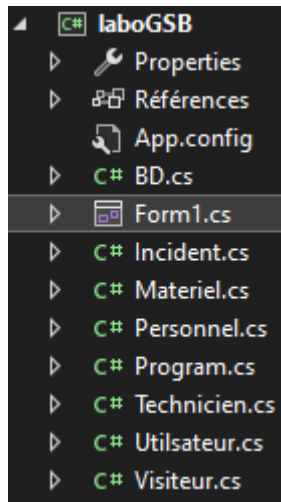 C# laboGSB
Properties
Références
App.config
C# BD.cs
Form1.cs
C# Incident.cs
C# Materiel.cs
C# Personnel.cs
C# Program.cs
C# Technicien.cs
C# Utilsateur.cs
C# Visiteur.cs